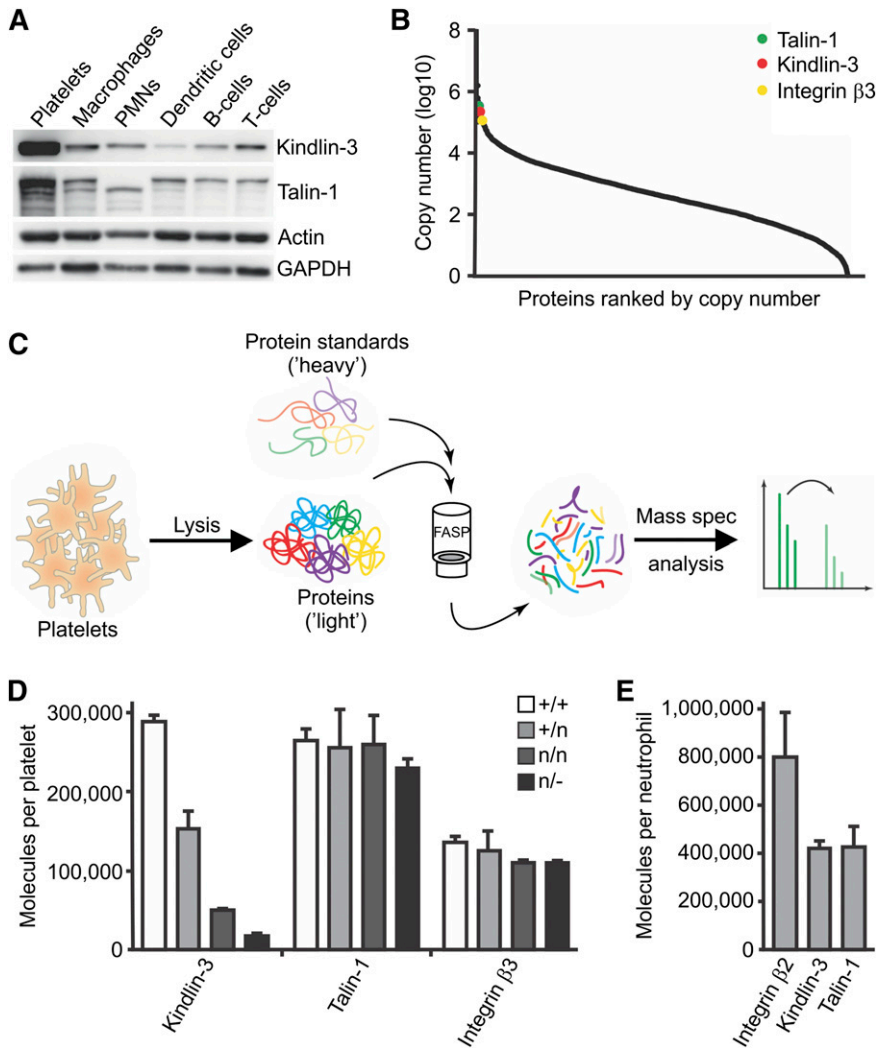 A
Platelets
Macrophages
PMNs
Dendritic cells
B-cells
T-cells
Kindlin-3
Talin-1
Actin
GAPDH
B
Copy number (log10)
8
6
4
2
0
Talin-1
Kindlin-3
Integrin β3
Proteins ranked by copy number
C
Protein standards
('heavy')
Platelets
Lysis
Proteins
('light')
FASP
Mass spec
analysis
D
Molecules per platelet
300,000
200,000
100,000
0
+/+
+/n
n/n
n/-
Kindlin-3
Talin-1
Integrin β3
E
Molecules per neutrophil
1,000,000
800,000
600,000
400,000
200,000
0
Integrin β2
Kindlin-3
Talin-1